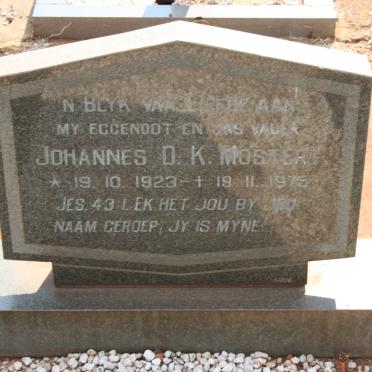 'N BLYK VAN LIEFDE AAN
MY EGGENOOT EN ONS VADER
JOHANNES D. K. MOSTERT
* 19. 10. 1923 - † 19. 11. 1975
JES. 43:1. EK HET JOU BY JOU
NAAM GEROEP; JY IS MYNE.